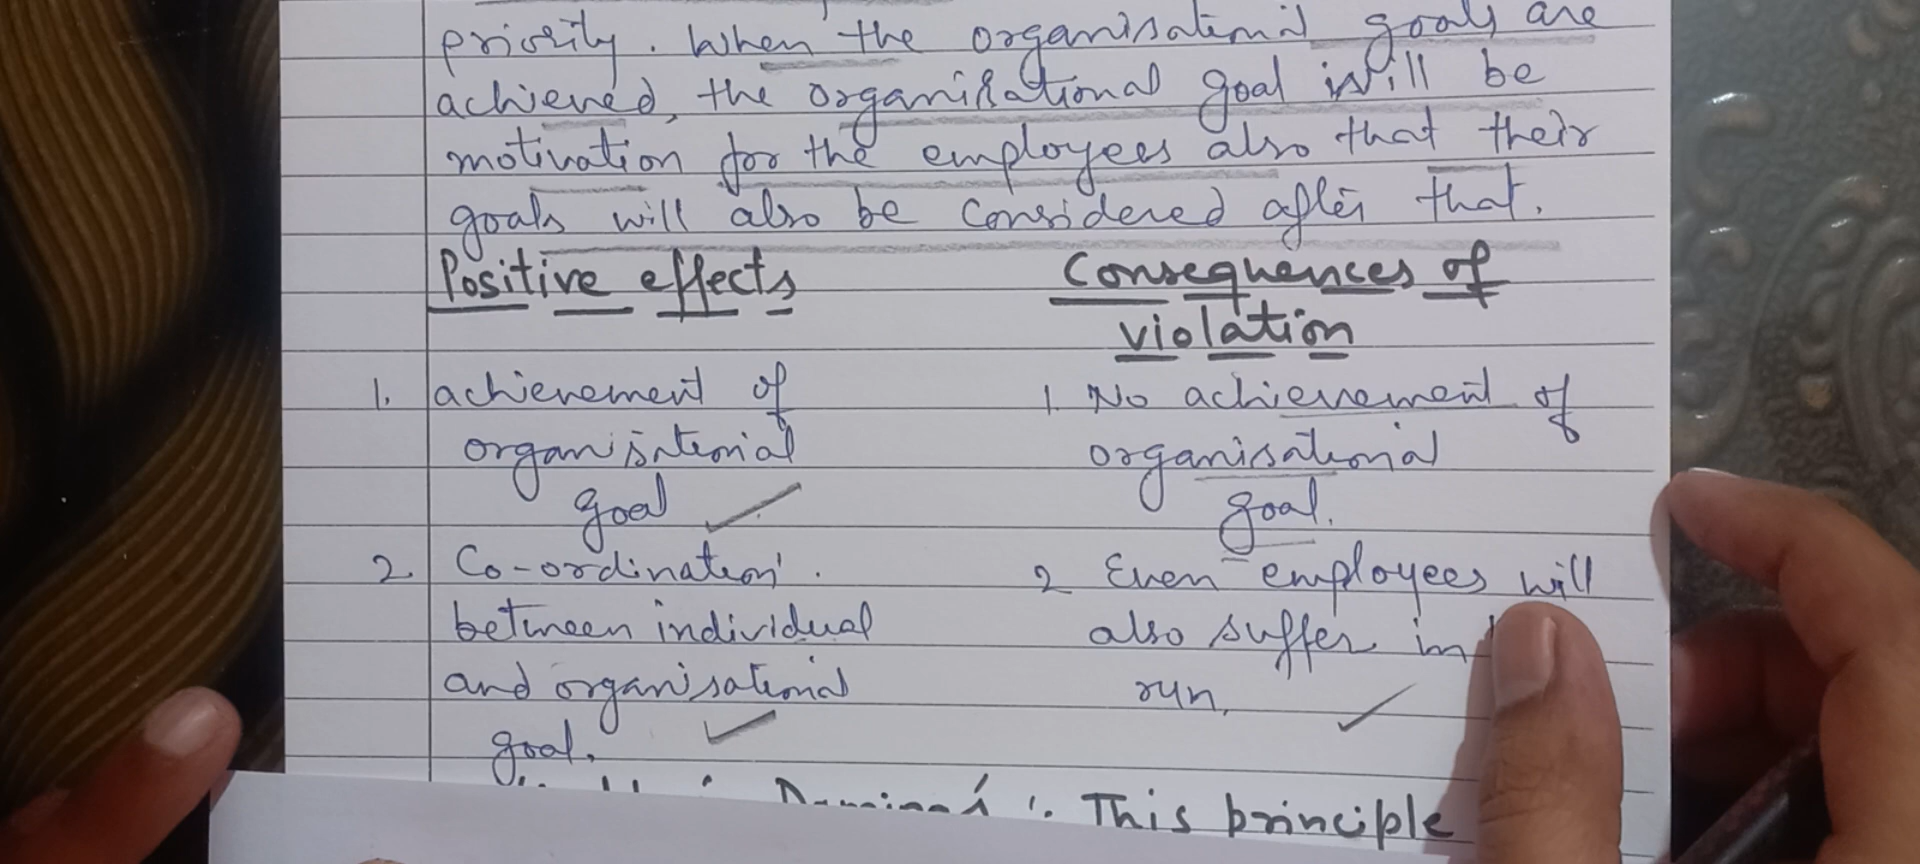 priority. When the organisational goals are
achieved, the organisational goal will be
motivation for the employees also that their
goals will also be considered after that.
Positive effects
1. achievement of
organisational
goal
2. Co-ordination.
between individual
and organisational
goal.
Consequences of
violation
1. No achievement of
organisational
goal.
2 Even employees will
also suffer in
run.
: This principle